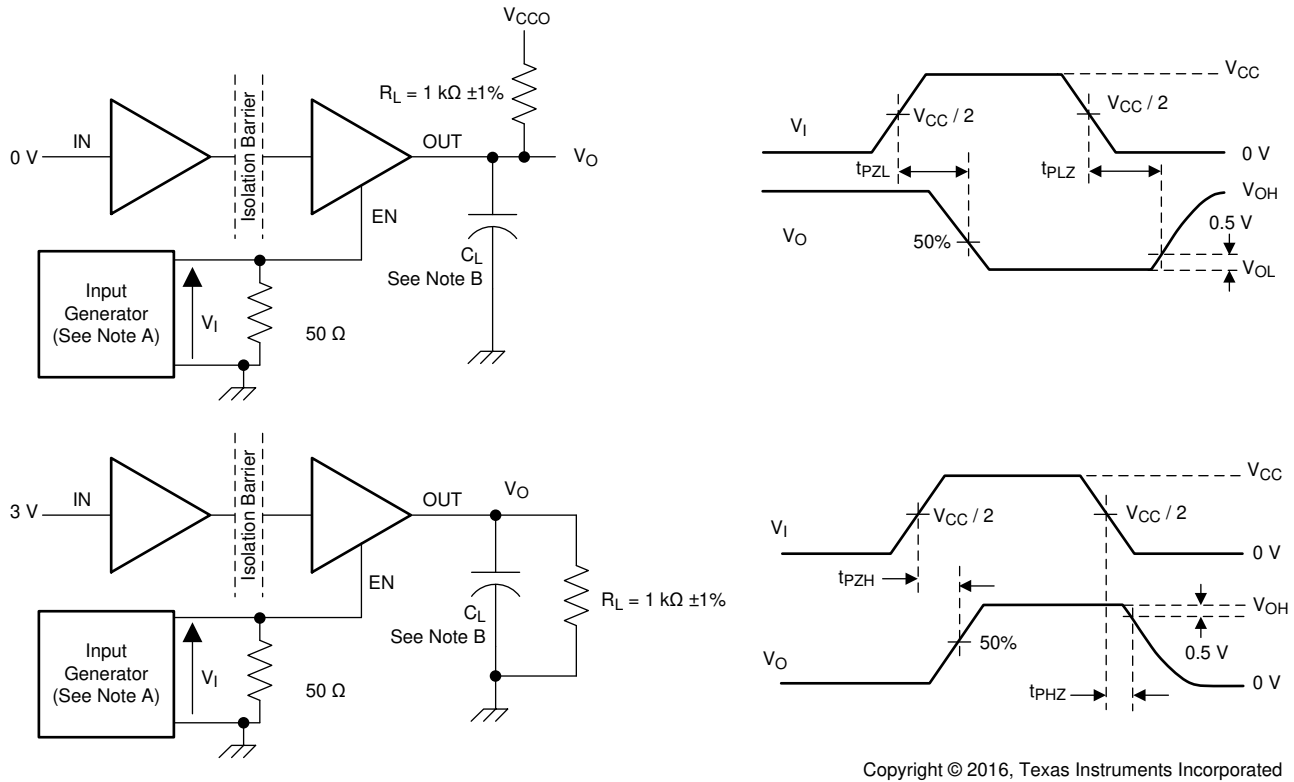 VCCO
RL = 1 kΩ ±1%
0 V
IN
Isolation Barrier
OUT
VO
EN
CL
See Note B
Input
Generator
(See Note A)
VI
50 Ω
VCC
VCC / 2
VCC / 2
VI
0 V
tPZL
tPLZ
VOH
0.5 V
VO
50%
VOL
3 V
IN
Isolation Barrier
OUT
VO
EN
CL
See Note B
RL = 1 kΩ ±1%
Input
Generator
(See Note A)
VI
50 Ω
VCC
VCC / 2
VCC / 2
VI
0 V
tPZH
VOH
50%
0.5 V
VO
tPHZ
0 V
Copyright © 2016, Texas Instruments Incorporated